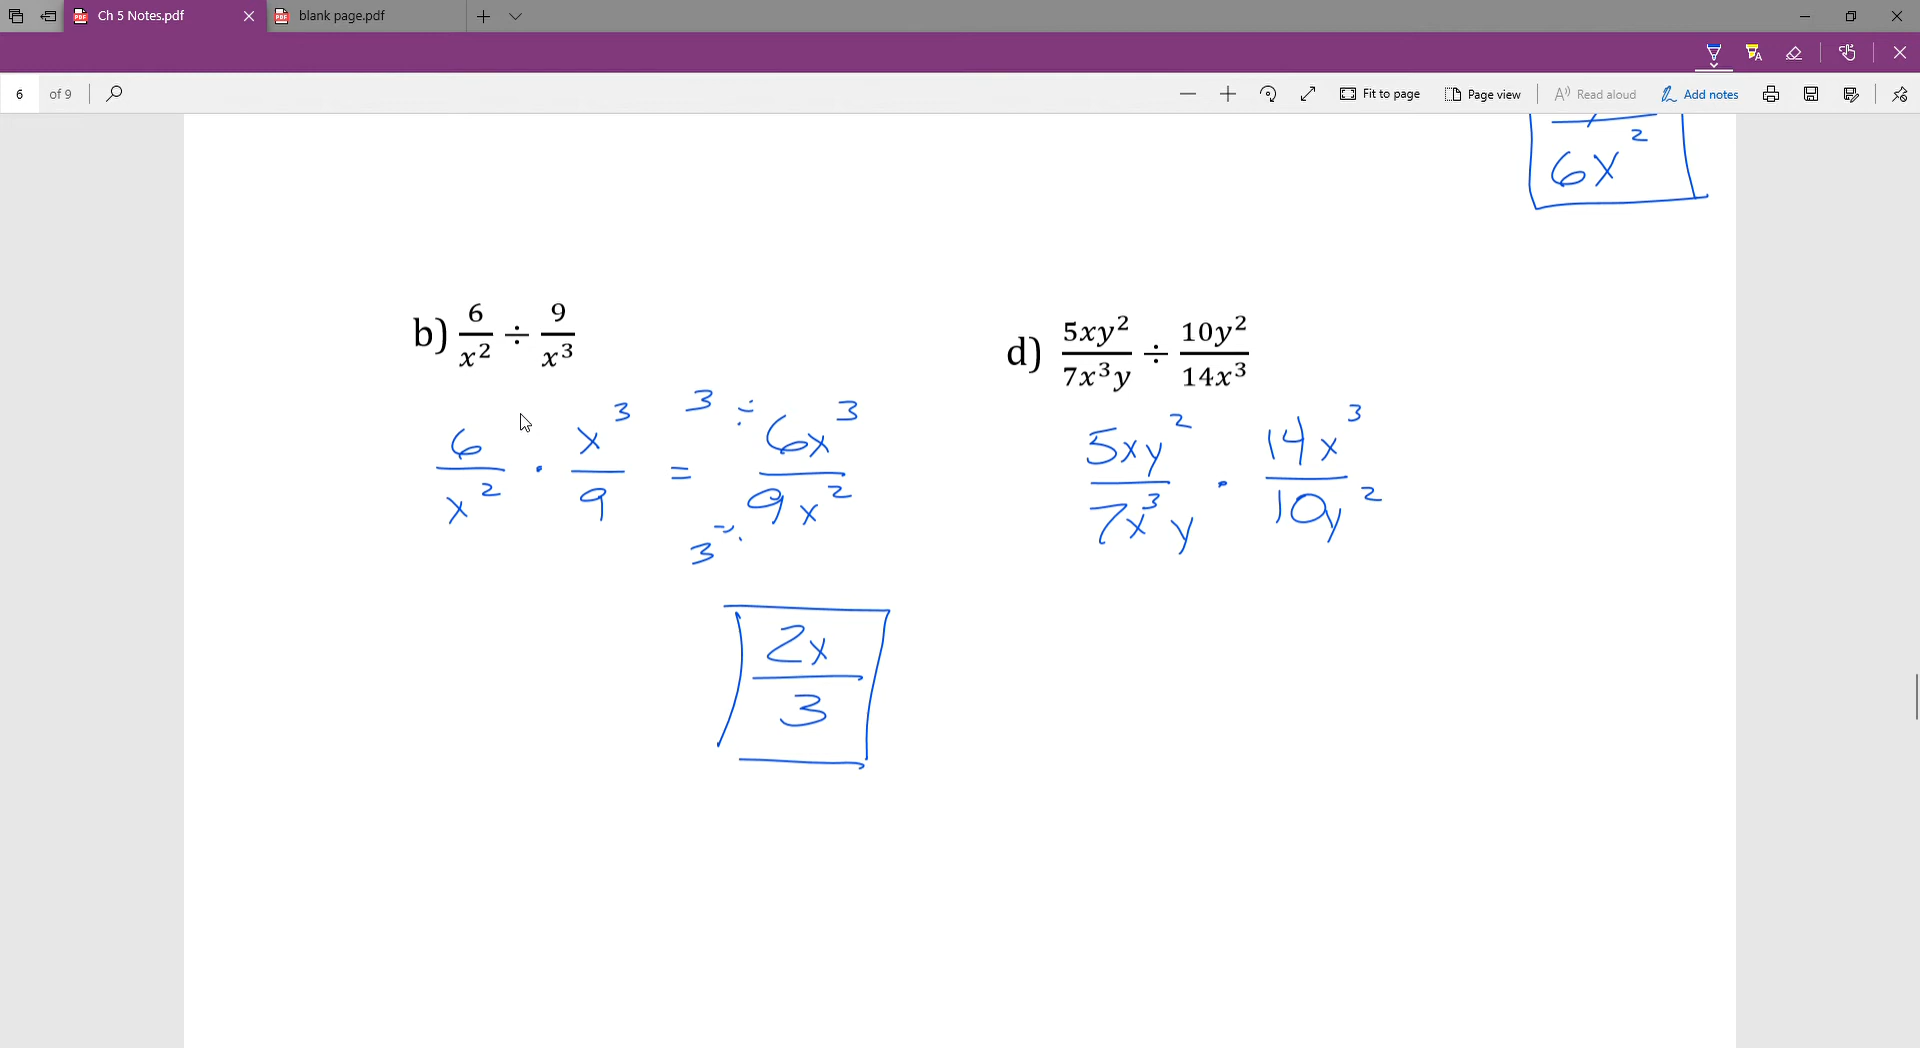 Ch 5 Notes.pdf
blank page.pdf
6 of 9
Fit to page
Page view
Read aloud
Add notes
6x²
b) 6/x² ÷ 9/x³
6/x² · x³/9 = 3 ÷ 6x³/9x² 3 ÷
2x/3
d) 5xy²/7x³y ÷ 10y²/14x³
5xy²/7x³y · 14x³/10y²